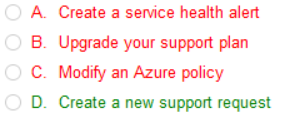 A. Create a service health alert
B. Upgrade your support plan
C. Modify an Azure policy
D. Create a new support request